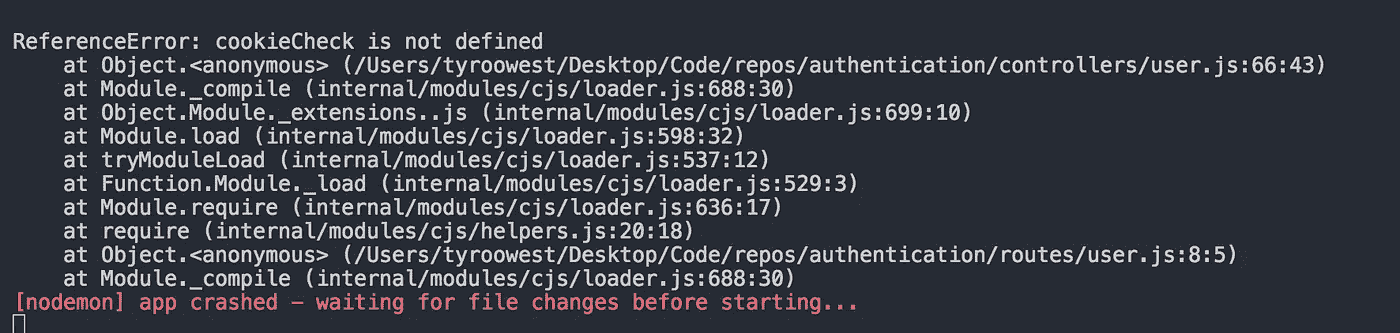 ReferenceError: cookieCheck is not defined
    at Object.<anonymous> (/Users/tyroowest/Desktop/Code/repos/authentication/controllers/user.js:66:43)
    at Module._compile (internal/modules/cjs/loader.js:688:30)
    at Object.Module._extensions..js (internal/modules/cjs/loader.js:699:10)
    at Module.load (internal/modules/cjs/loader.js:598:32)
    at tryModuleLoad (internal/modules/cjs/loader.js:537:12)
    at Function.Module._load (internal/modules/cjs/loader.js:529:3)
    at Module.require (internal/modules/cjs/loader.js:636:17)
    at require (internal/modules/cjs/helpers.js:20:18)
    at Object.<anonymous> (/Users/tyroowest/Desktop/Code/repos/authentication/routes/user.js:8:5)
    at Module._compile (internal/modules/cjs/loader.js:688:30)
[nodemon] app crashed – waiting for file changes before starting...